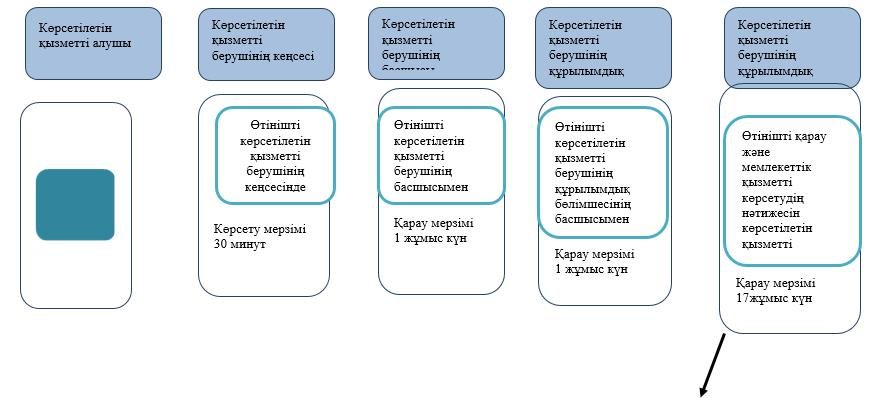 Көрсетілетін
қызметті алушы
Көрсетілетін
қызметті
берушінің кеңсесі
Көрсетілетін
қызметті
берушінің
Көрсетілетін
қызметті
берушінің
құрылымдық
Көрсетілетін
қызметті
берушінің
құрылымдық
Өтінішті
көрсетілетін
қызметті
берушінің
кеңсесінде
Көрсету мерзімі
30 минут
Өтінішті
көрсетілетін
қызметті
берушінің
басшысымен
Қарау мерзімі
1 жұмыс күн
Өтінішті
көрсетілетін
қызметті
берушінің
құрылымдық
бөлімшесінің
басшысымен
Қарау мерзімі
1 жұмыс күн
Өтінішті қарау
және
мемлекеттік
қызметті
көрсетудің
нәтижесін
көрсетілетін
қызметті
Қарау мерзімі
17жұмыс күн